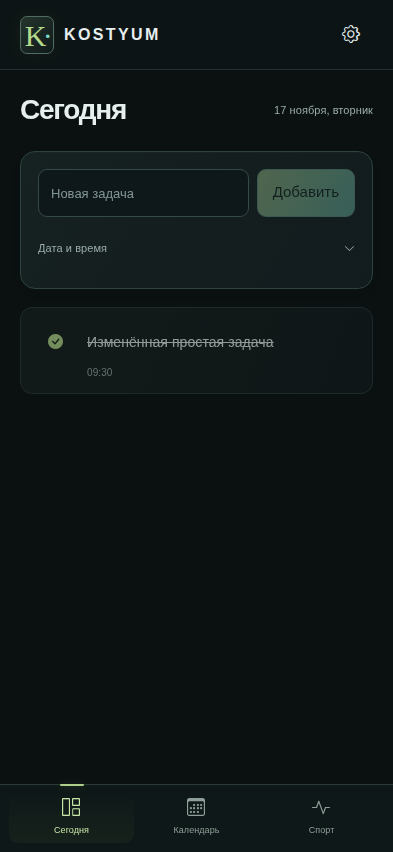 K
KOSTYUM
Сегодня
17 ноября, вторник
Новая задача
Добавить
Дата и время
Изменённая простая задача
09:30
Сегодня
Календарь
Спорт